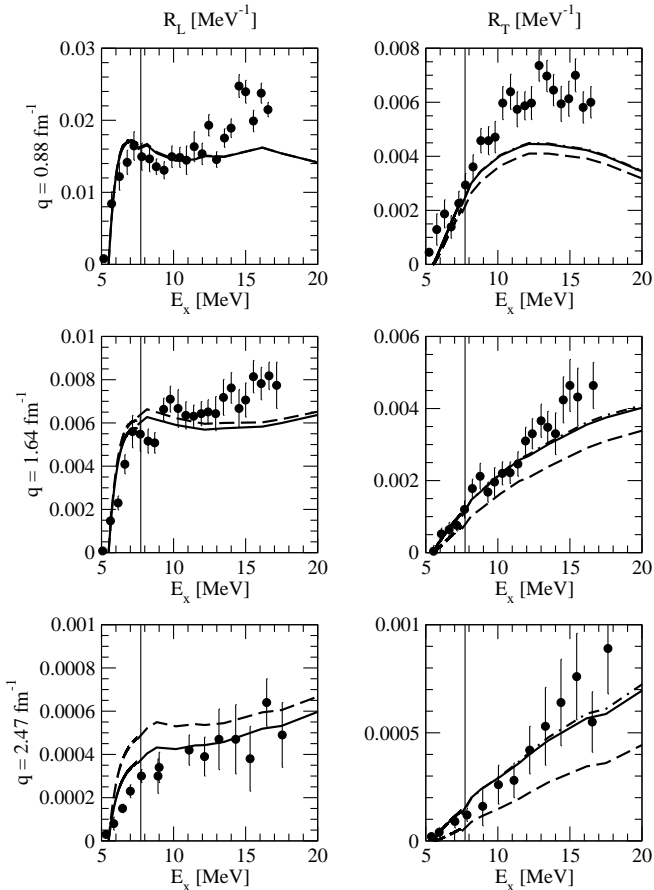 R_L [MeV⁻¹] R_T [MeV⁻¹]
q = 0.88 fm⁻¹
0.03 0.008
0.02 0.006
0.004
0.01 0.002
0 0
5 10 15 20 5 10 15 20
E_x [MeV] E_x [MeV]
q = 1.64 fm⁻¹
0.01 0.006
0.008
0.006 0.004
0.004 0.002
0.002
0 0
5 10 15 20 5 10 15 20
E_x [MeV] E_x [MeV]
q = 2.47 fm⁻¹
0.001 0.001
0.0008
0.0006 0.0005
0.0004
0.0002
0 0
5 10 15 20 5 10 15 20
E_x [MeV] E_x [MeV]